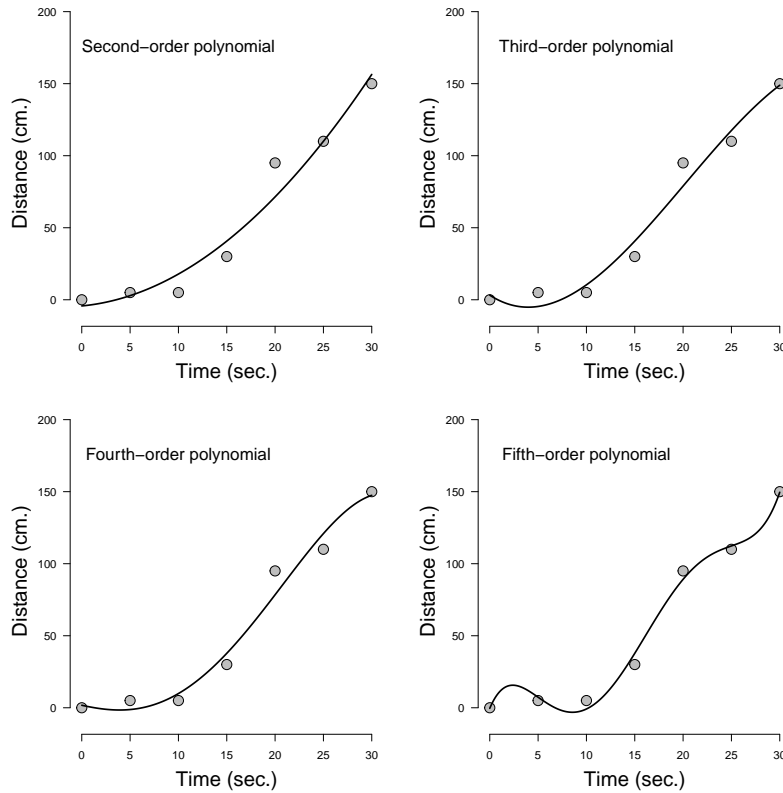 Second−order polynomial
200
150
100
50
0
Distance (cm.)
0 5 10 15 20 25 30
Time (sec.)
Third−order polynomial
200
150
100
50
0
Distance (cm.)
0 5 10 15 20 25 30
Time (sec.)
Fourth−order polynomial
200
150
100
50
0
Distance (cm.)
0 5 10 15 20 25 30
Time (sec.)
Fifth−order polynomial
200
150
100
50
0
Distance (cm.)
0 5 10 15 20 25 30
Time (sec.)